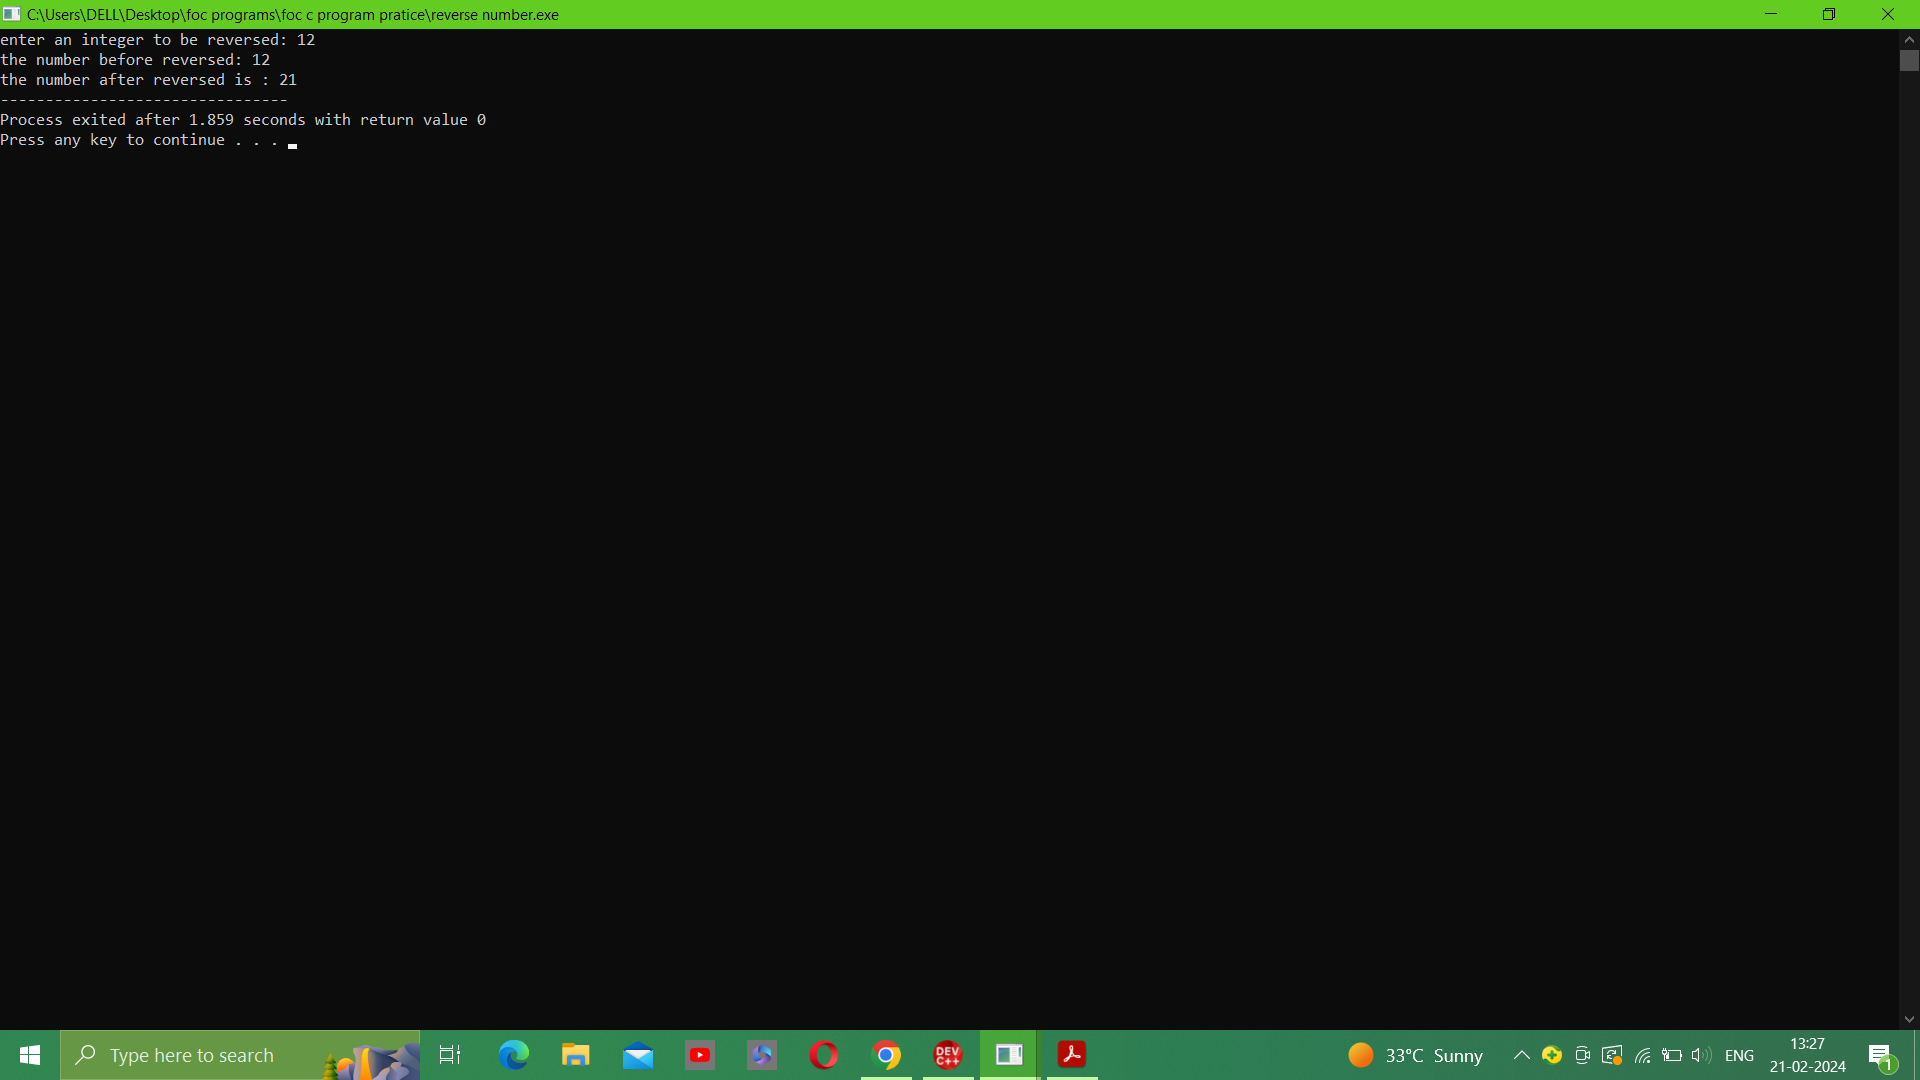 C:\Users\DELL\Desktop\foc programs\foc c program pratice\reverse number.exe
enter an integer to be reversed: 12
the number before reversed: 12
the number after reversed is : 21
--------------------------------
Process exited after 1.859 seconds with return value 0
Press any key to continue . . .
Type here to search
DEV C++
33°C Sunny
ENG
13:27
21-02-2024
1